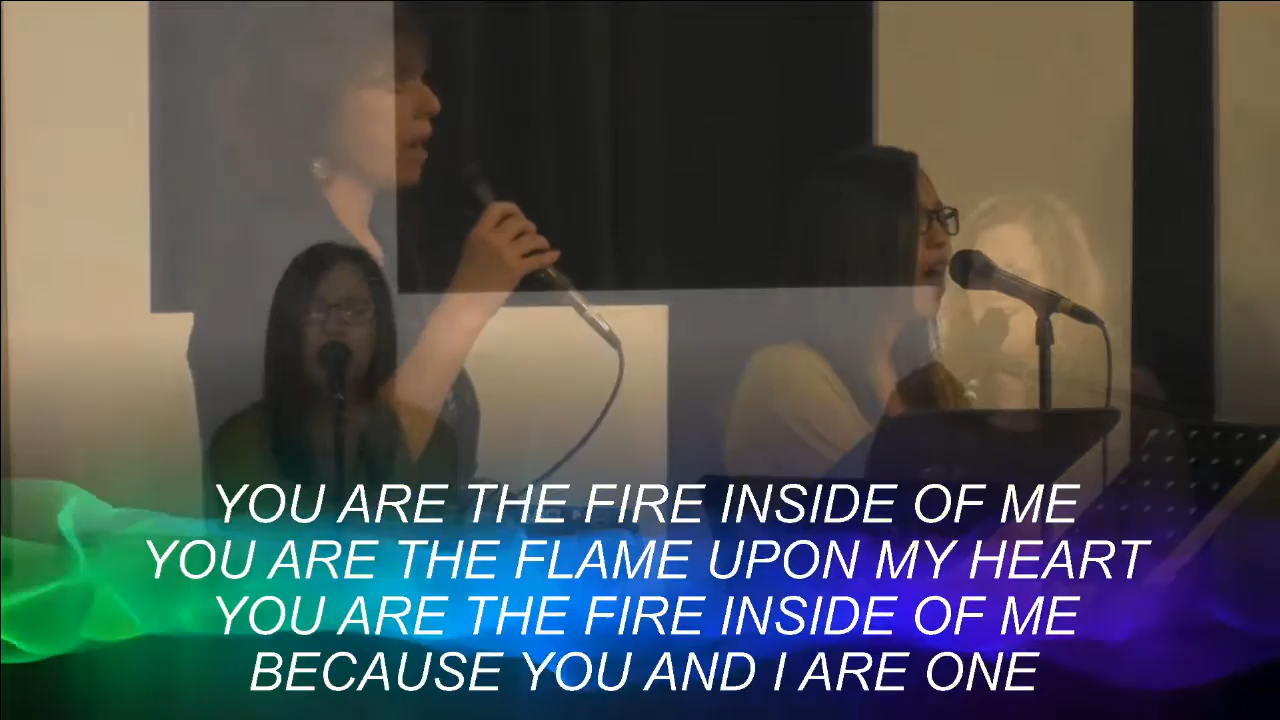 YOU ARE THE FIRE INSIDE OF ME
YOU ARE THE FLAME UPON MY HEART
YOU ARE THE FIRE INSIDE OF ME
BECAUSE YOU AND I ARE ONE